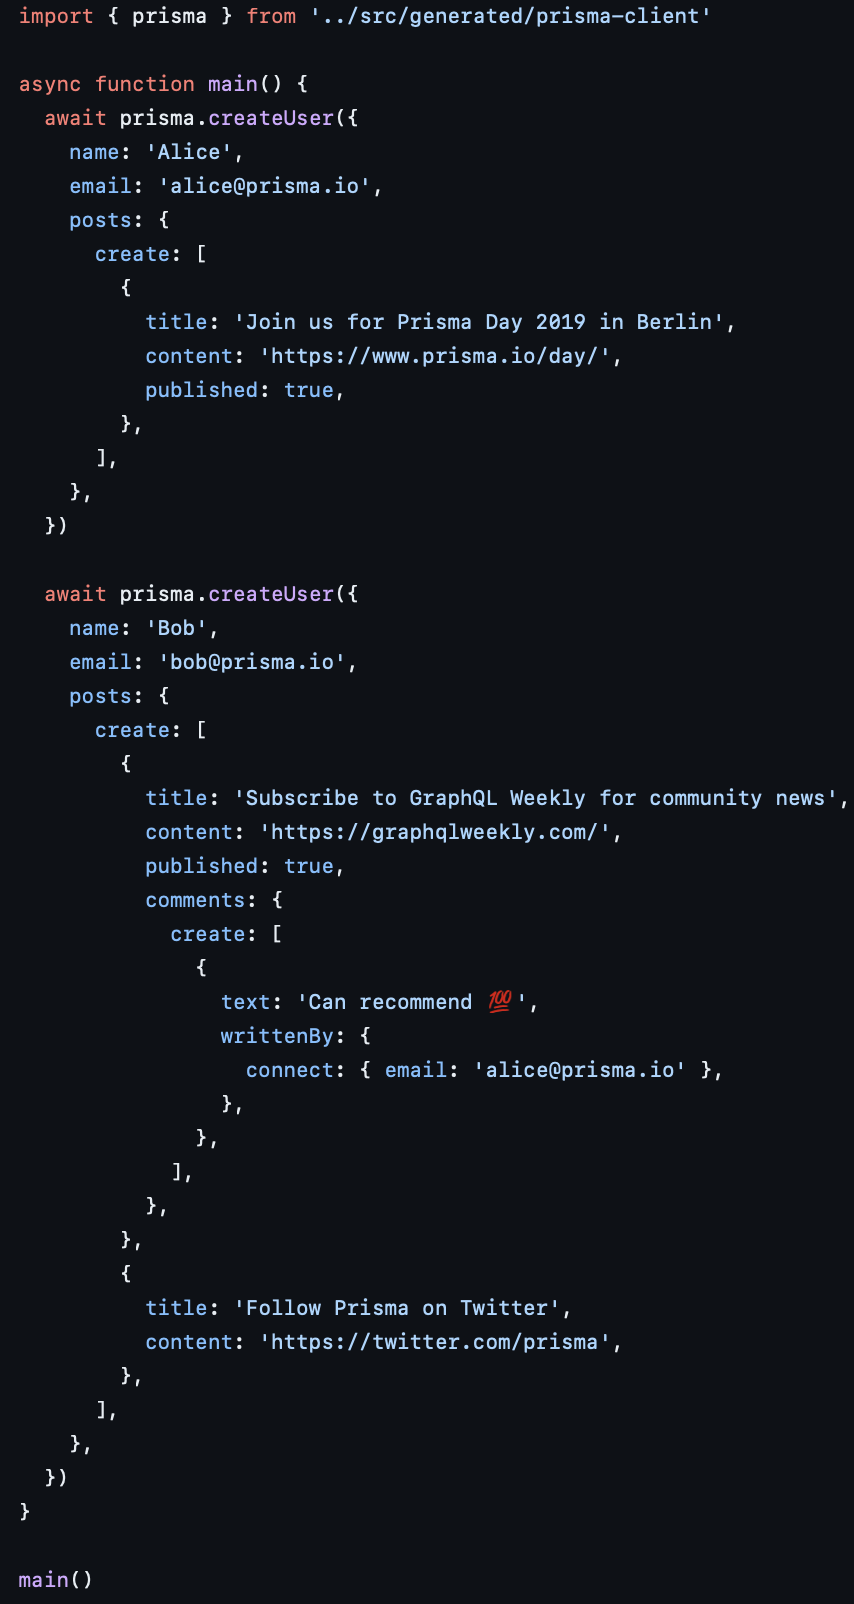 import { prisma } from '../src/generated/prisma-client'

async function main() {
  await prisma.createUser({
    name: 'Alice',
    email: 'alice@prisma.io',
    posts: {
      create: [
        {
          title: 'Join us for Prisma Day 2019 in Berlin',
          content: 'https://www.prisma.io/day/',
          published: true,
        },
      ],
    },
  })

  await prisma.createUser({
    name: 'Bob',
    email: 'bob@prisma.io',
    posts: {
      create: [
        {
          title: 'Subscribe to GraphQL Weekly for community news',
          content: 'https://graphqlweekly.com/',
          published: true,
          comments: {
            create: [
              {
                text: 'Can recommend 💯',
                writtenBy: {
                  connect: { email: 'alice@prisma.io' },
                },
              },
            ],
          },
        },
        {
          title: 'Follow Prisma on Twitter',
          content: 'https://twitter.com/prisma',
        },
      ],
    },
  })
}

main()